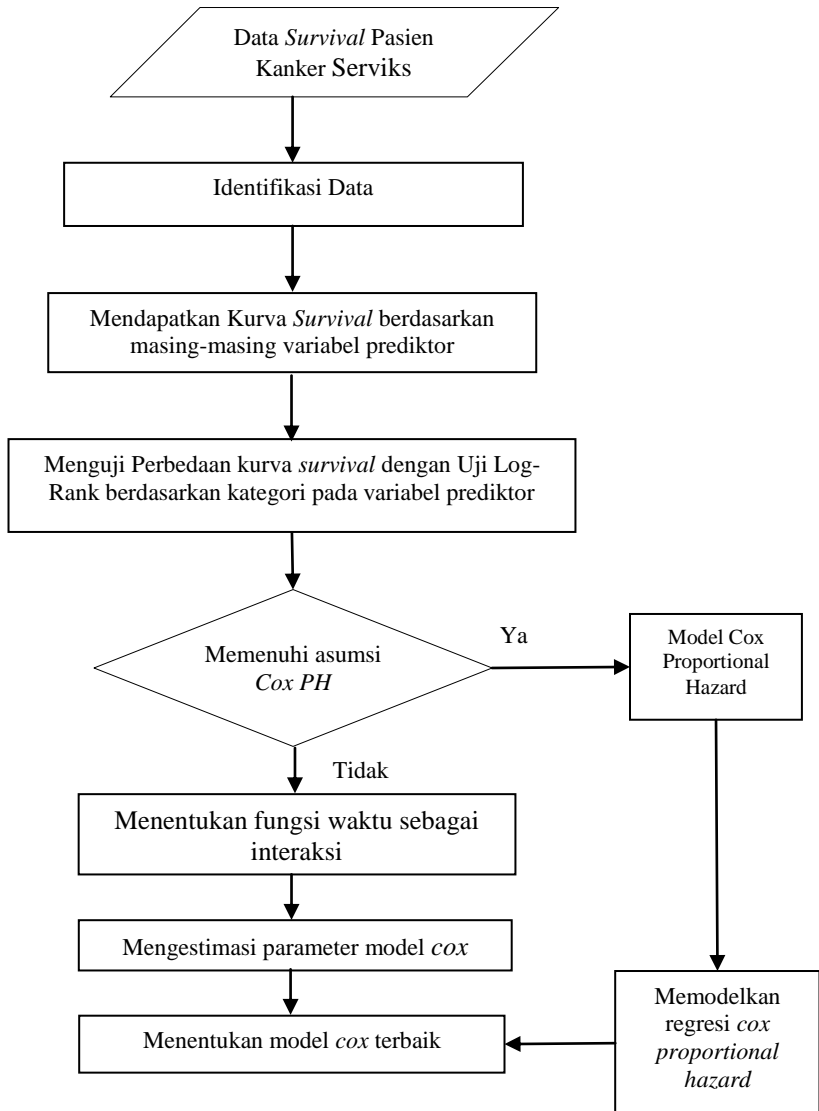 Data Survival Pasien
Kanker Serviks
Identifikasi Data
Mendapatkan Kurva Survival berdasarkan
masing-masing variabel prediktor
Menguji Perbedaan kurva survival dengan Uji Log-
Rank berdasarkan kategori pada variabel prediktor
Memenuhi asumsi
Cox PH
Ya
Model Cox
Proportional
Hazard
Tidak
Menentukan fungsi waktu sebagai
interaksi
Mengestimasi parameter model cox
Menentukan model cox terbaik
Memodelkan
regresi cox
proportional
hazard